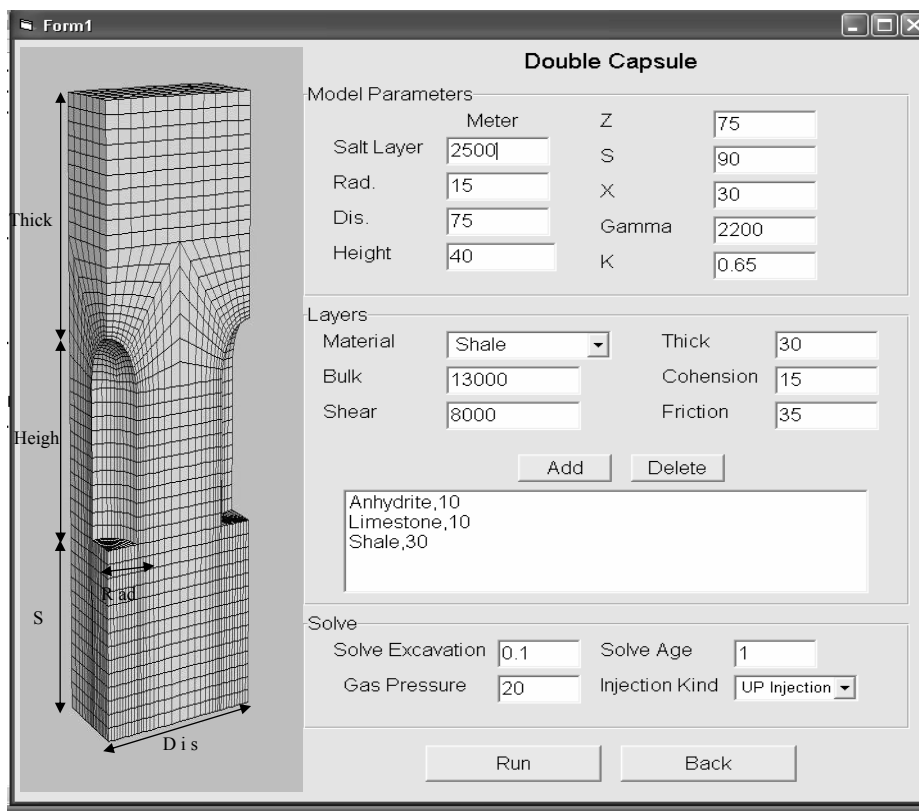 Form1
Double Capsule
Model Parameters
Meter
Salt Layer 2500
Rad. 15
Dis. 75
Height 40
Z 75
S 90
X 30
Gamma 2200
K 0.65
Layers
Material Shale
Bulk 13000
Shear 8000
Thick 30
Cohension 15
Friction 35
Add Delete
Anhydrite,10
Limestone,10
Shale,30
Solve
Solve Excavation 0.1 Solve Age 1
Gas Pressure 20 Injection Kind UP Injection
Run Back
Thick
Heigh
R ad
S
D i s